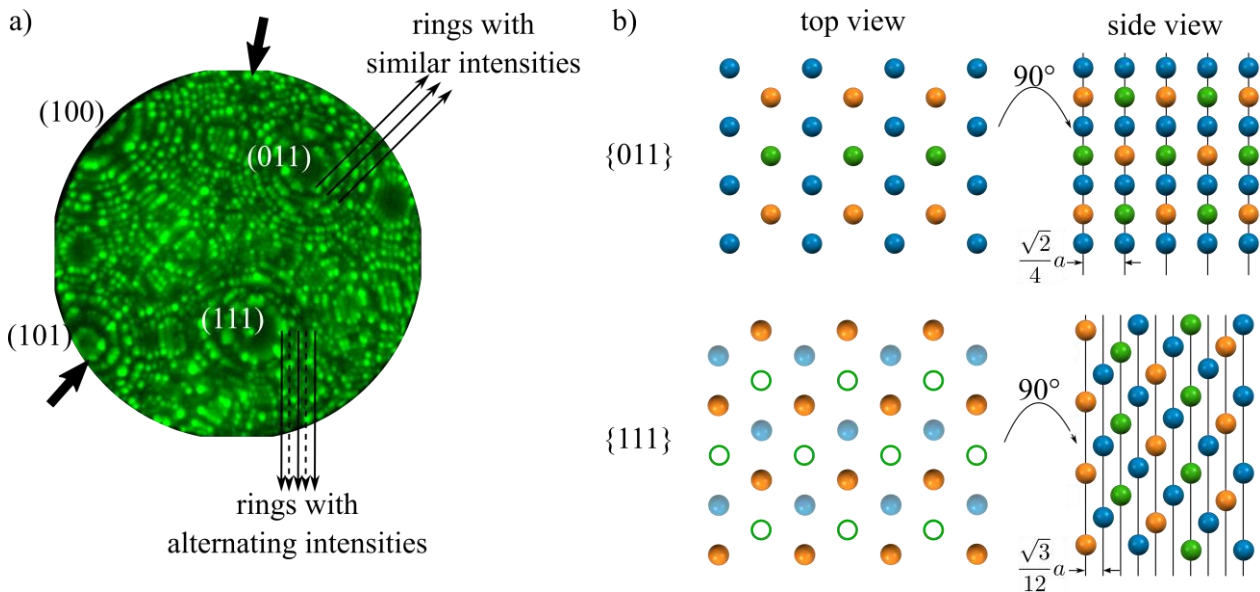 a)
rings with
similar intensities
(100)
(011)
(101)
(111)
rings with
alternating intensities
b)
top view
side view
{011}
90°
√2/4 a
{111}
90°
√3/12 a